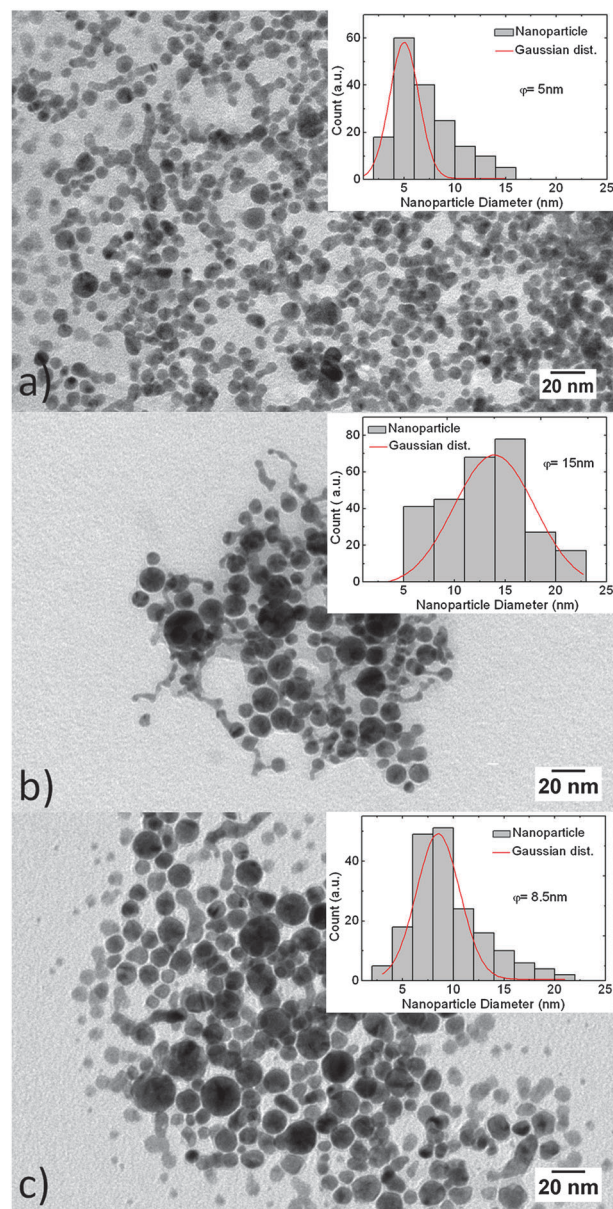 60
Nanoparticle
Gaussian dist.
40
φ= 5nm
20
0
Count (a.u.)
5 10 15 20 25
Nanoparticle Diameter (nm)
a)
20 nm
80
Nanoparticle
Gaussian dist.
60
φ= 15nm
40
20
0
Count ( a.u.)
5 10 15 20 25
Nanoparticle Diameter (nm)
b)
20 nm
Nanoparticle
Gaussian dist.
40
φ= 8.5nm
20
0
Count (a.u.)
5 10 15 20 25
Nanoparticle Diameter (nm)
c)
20 nm